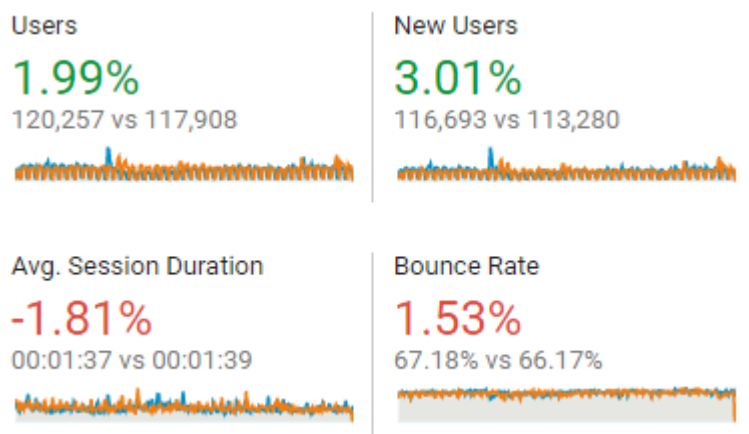 Users
1.99%
120,257 vs 117,908
New Users
3.01%
116,693 vs 113,280
Avg. Session Duration
-1.81%
00:01:37 vs 00:01:39
Bounce Rate
1.53%
67.18% vs 66.17%